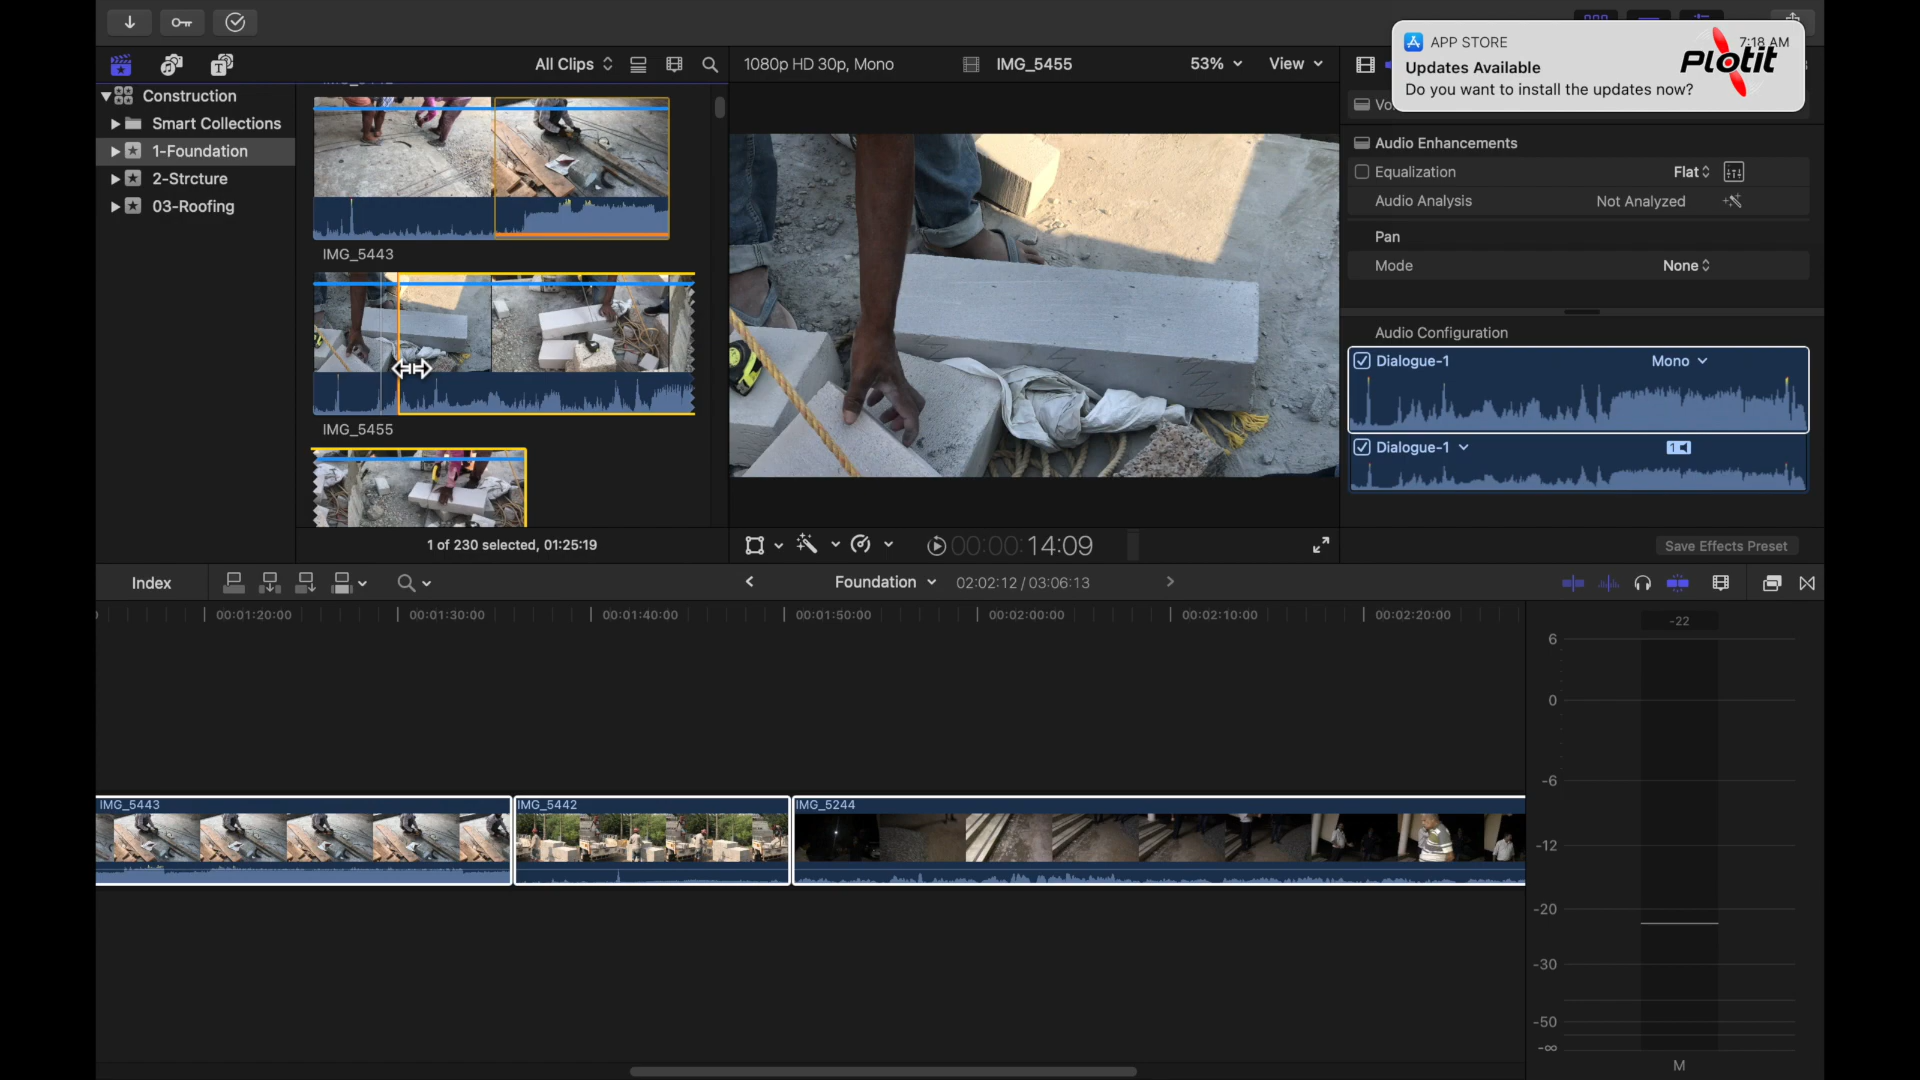 APP STORE
7:18 AM
Plotit
Updates Available
Do you want to install the updates now?
All Clips
1080p HD 30p, Mono
IMG_5455
53%
View
Construction
Smart Collections
1-Foundation
2-Strcture
03-Roofing
IMG_5443
IMG_5455
1 of 230 selected, 01:25:19
00:00:14:09
Audio Enhancements
Equalization
Flat
Audio Analysis
Not Analyzed
Pan
Mode
None
Audio Configuration
Dialogue-1
Mono
Dialogue-1
1
Save Effects Preset
Index
Foundation
02:02:12 / 03:06:13
00:01:20:00
00:01:30:00
00:01:40:00
00:01:50:00
00:02:00:00
00:02:10:00
00:02:20:00
IMG_5443
IMG_5442
IMG_5244
-22
6
0
-6
-12
-20
-30
-50
-∞
M